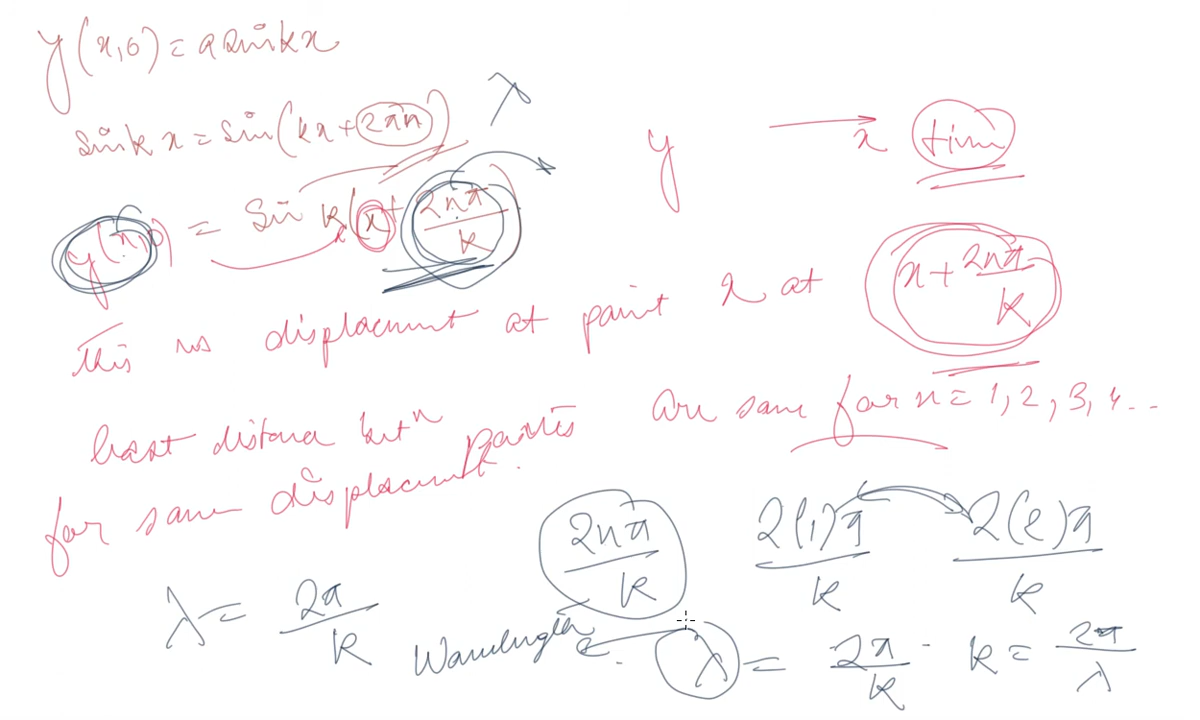 y(x,0) = a sin kx
sin k x = sin(kx + 2πn) λ
y x time
y(x,0) = sin k(x + 2nπ/k)
This is displacement at point x at x + 2nπ/k
are same for n = 1, 2, 3, 4...
least distance betn points
for same displacement.
2nπ/k 2(1)π/k 2(2)π/k
λ = 2π/k
Wavelength λ = 2π/k k = 2π/λ